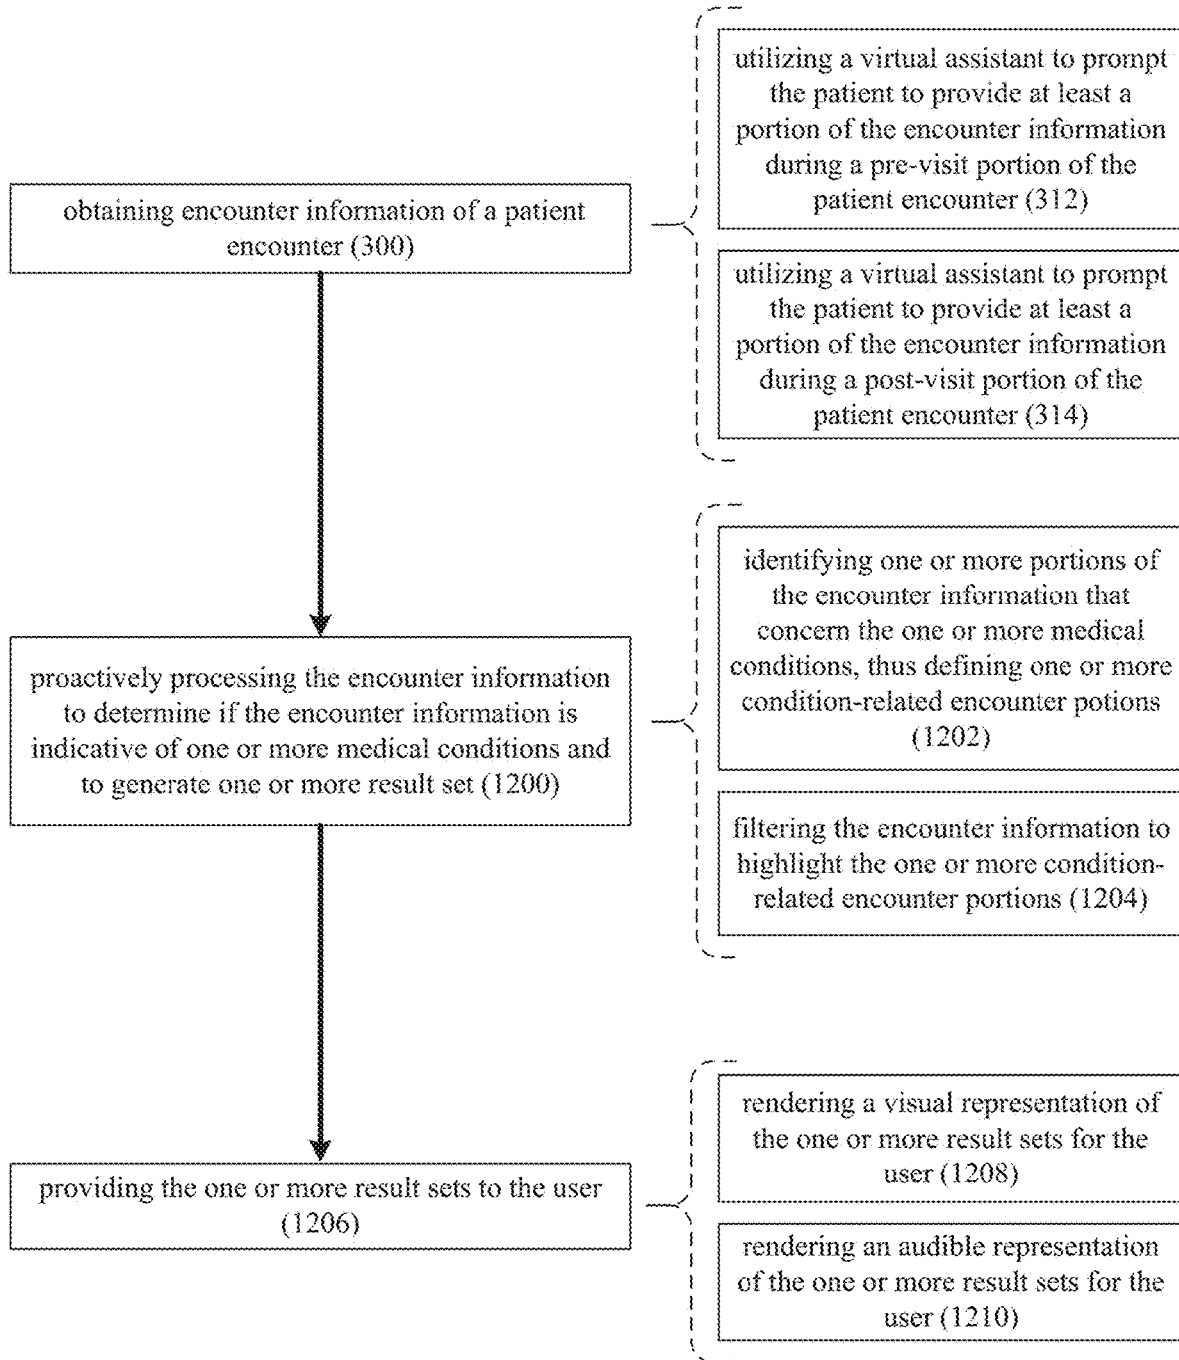 obtaining encounter information of a patient
encounter (300)
utilizing a virtual assistant to prompt
the patient to provide at least a
portion of the encounter information
during a pre-visit portion of the
patient encounter (312)
utilizing a virtual assistant to prompt
the patient to provide at least a
portion of the encounter information
during a post-visit portion of the
patient encounter (314)
proactively processing the encounter information
to determine if the encounter information is
indicative of one or more medical conditions and
to generate one or more result set (1200)
identifying one or more portions of
the encounter information that
concern the one or more medical
conditions, thus defining one or more
condition-related encounter potions
(1202)
filtering the encounter information to
highlight the one or more condition-
related encounter portions (1204)
providing the one or more result sets to the user
(1206)
rendering a visual representation of
the one or more result sets for the
user (1208)
rendering an audible representation
of the one or more result sets for the
user (1210)